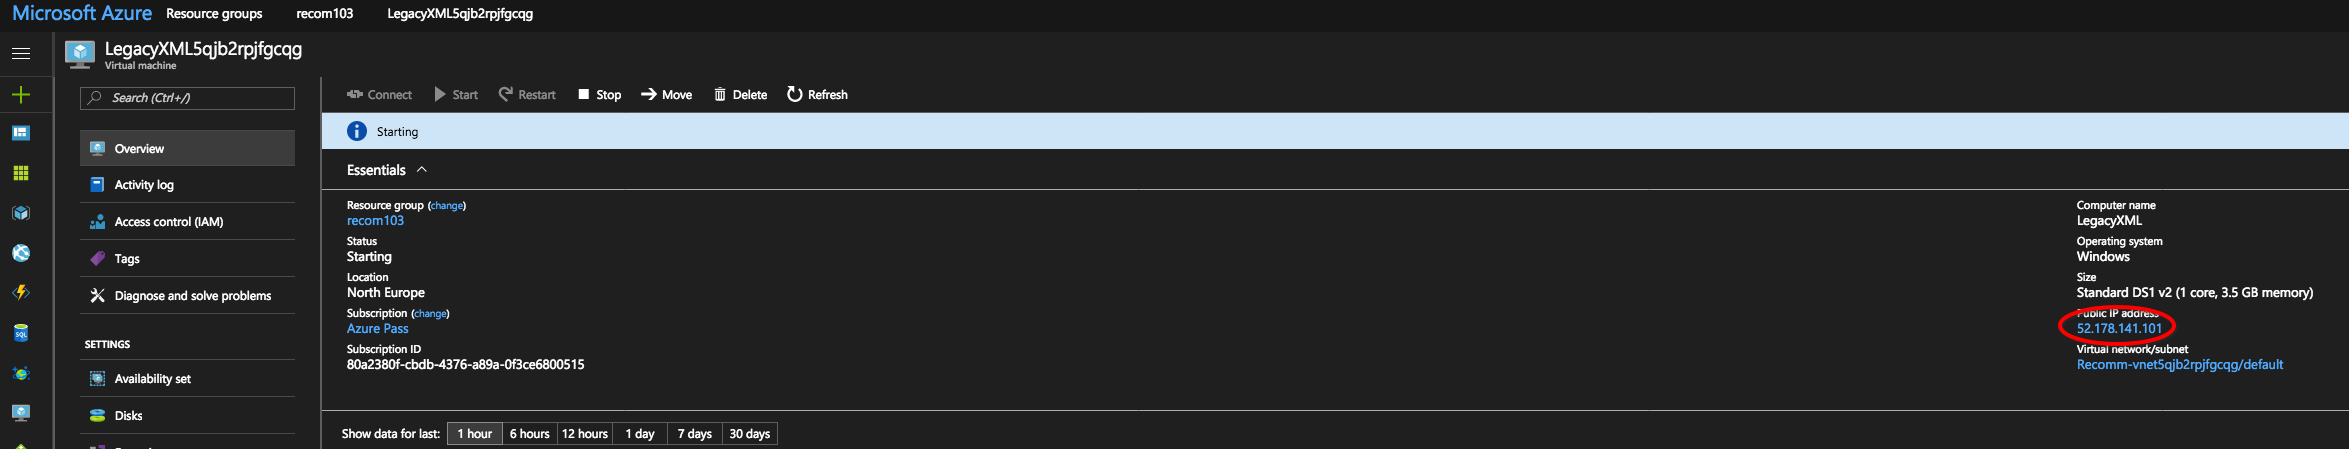 Microsoft Azure Resource groups recom103 LegacyXML5qjb2rpjfgcqg
LegacyXML5qjb2rpjfgcqg
Virtual machine
Search (Ctrl+/)
Overview
Activity log
Access control (IAM)
Tags
Diagnose and solve problems
SETTINGS
Availability set
Disks
Connect Start Restart Stop Move Delete Refresh
Starting
Essentials
Resource group (change)
recom103
Status
Starting
Location
North Europe
Subscription (change)
Azure Pass
Subscription ID
80a2380f-cbdb-4376-a89a-0f3ce6800515
Computer name
LegacyXML
Operating system
Windows
Size
Standard DS1 v2 (1 core, 3.5 GB memory)
Public IP address
52.178.141.101
Virtual network/subnet
Recomm-vnet5qjb2rpjfgcqg/default
Show data for last: 1 hour 6 hours 12 hours 1 day 7 days 30 days